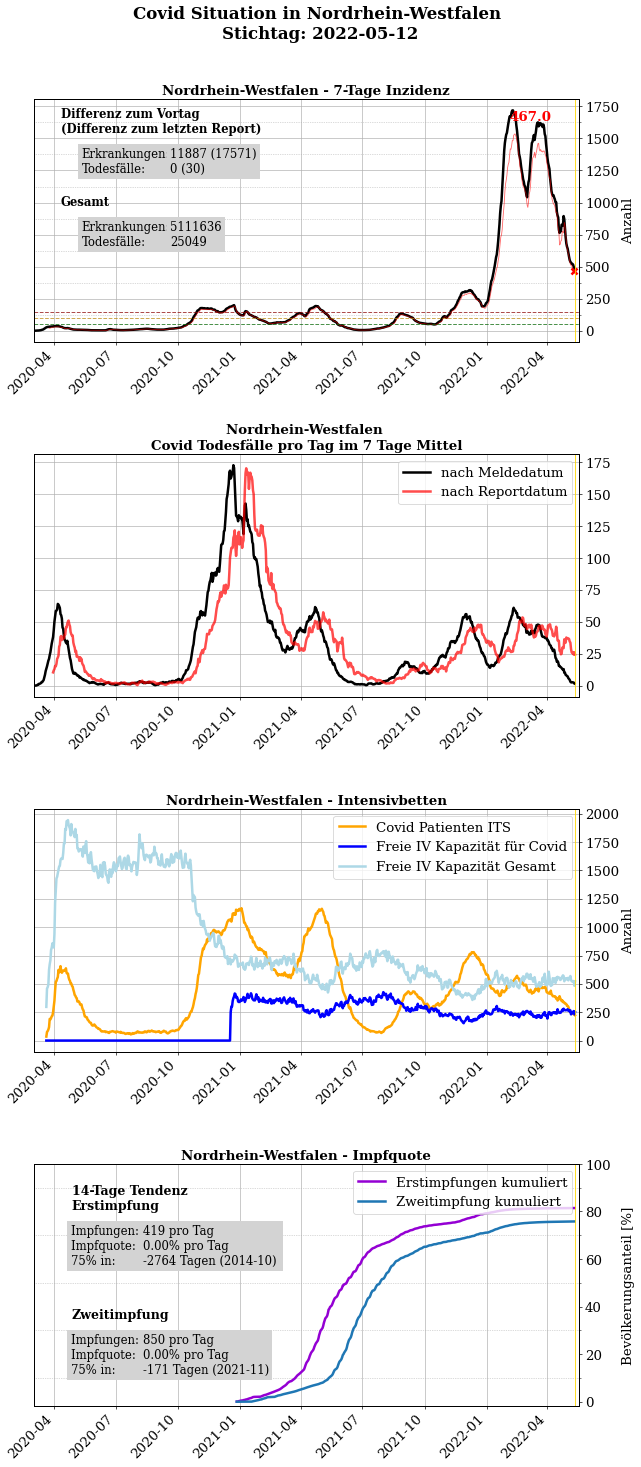 Covid Situation in Nordrhein-Westfalen
Stichtag: 2022-05-12
Nordrhein-Westfalen - 7-Tage Inzidenz
Differenz zum Vortag
(Differenz zum letzten Report)
Erkrankungen 11887 (17571)
Todesfälle: 0 (30)
Gesamt
Erkrankungen 5111636
Todesfälle: 25049
467.0
1750
1500
1250
1000
750
500
250
0
Anzahl
2020-04
2020-07
2020-10
2021-01
2021-04
2021-07
2021-10
2022-01
2022-04
Nordrhein-Westfalen
Covid Todesfälle pro Tag im 7 Tage Mittel
nach Meldedatum
nach Reportdatum
175
150
125
100
75
50
25
0
2020-04
2020-07
2020-10
2021-01
2021-04
2021-07
2021-10
2022-01
2022-04
Nordrhein-Westfalen - Intensivbetten
Covid Patienten ITS
Freie IV Kapazität für Covid
Freie IV Kapazität Gesamt
2000
1750
1500
1250
1000
750
500
250
0
Anzahl
2020-04
2020-07
2020-10
2021-01
2021-04
2021-07
2021-10
2022-01
2022-04
Nordrhein-Westfalen - Impfquote
14-Tage Tendenz
Erstimpfung
Impfungen: 419 pro Tag
Impfquote: 0.00% pro Tag
75% in: -2764 Tagen (2014-10)
Zweitimpfung
Impfungen: 850 pro Tag
Impfquote: 0.00% pro Tag
75% in: -171 Tagen (2021-11)
Erstimpfungen kumuliert
Zweitimpfung kumuliert
100
80
60
40
20
0
Bevölkerungsanteil [%]
2020-04
2020-07
2020-10
2021-01
2021-04
2021-07
2021-10
2022-01
2022-04